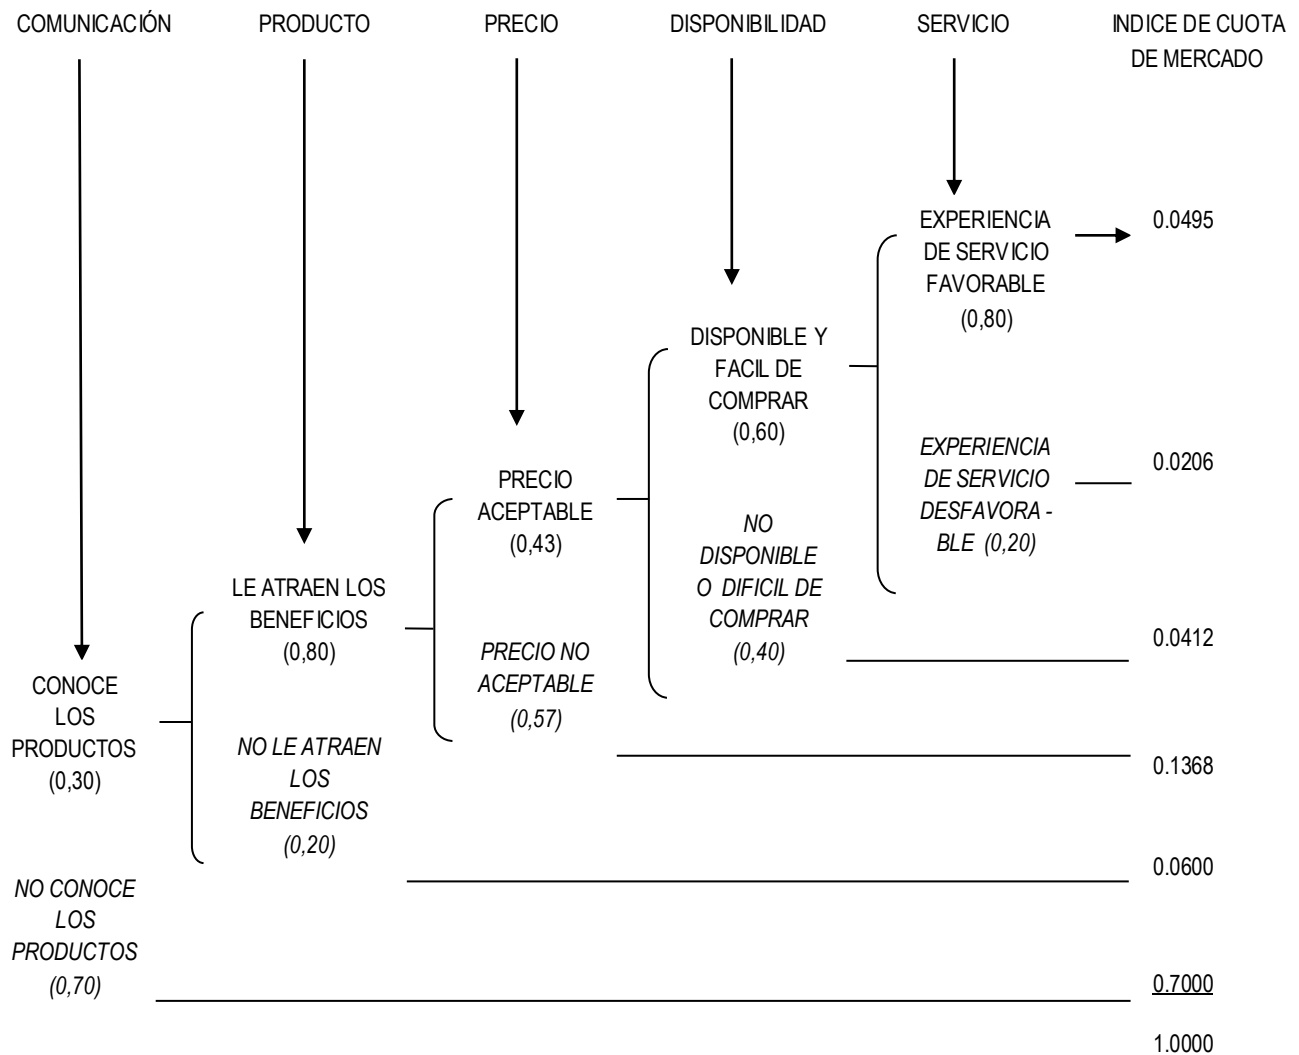 COMUNICACIÓN
PRODUCTO
PRECIO
DISPONIBILIDAD
SERVICIO
INDICE DE CUOTA
DE MERCADO
EXPERIENCIA
DE SERVICIO
FAVORABLE
(0,80)
0.0495
DISPONIBLE Y
FACIL DE
COMPRAR
(0,60)
EXPERIENCIA
DE SERVICIO
DESFAVORA -
BLE (0,20)
0.0206
PRECIO
ACEPTABLE
(0,43)
NO
DISPONIBLE
O DIFICIL DE
COMPRAR
(0,40)
0.0412
LE ATRAEN LOS
BENEFICIOS
(0,80)
PRECIO NO
ACEPTABLE
(0,57)
0.1368
CONOCE
LOS
PRODUCTOS
(0,30)
NO LE ATRAEN
LOS
BENEFICIOS
(0,20)
0.0600
NO CONOCE
LOS
PRODUCTOS
(0,70)
0.7000
1.0000